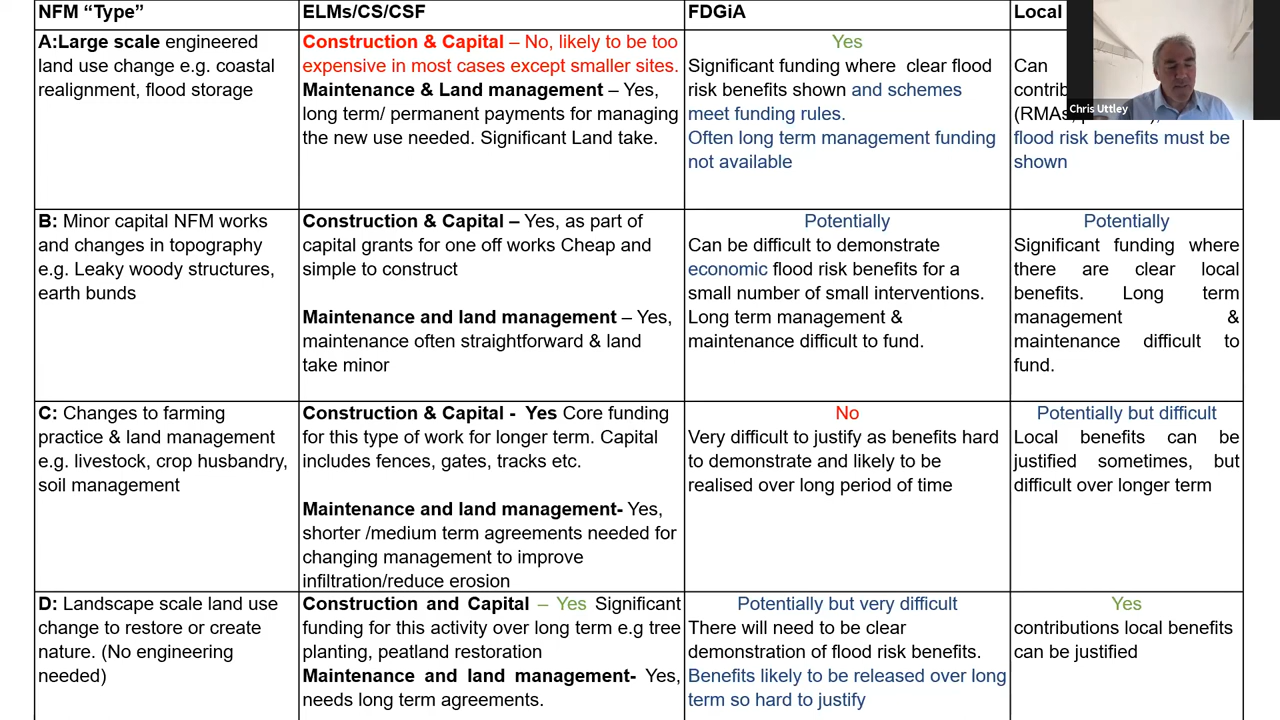 NFM “Type”
ELMs/CS/CSF
FDGiA
Local
A:Large scale engineered
land use change e.g. coastal
realignment, flood storage
Construction & Capital – No, likely to be too
expensive in most cases except smaller sites.
Maintenance & Land management – Yes,
long term/ permanent payments for managing
the new use needed. Significant Land take.
Yes
Significant funding where clear flood
risk benefits shown and schemes
meet funding rules.
Often long term management funding
not available
Can
(RMAs,
flood risk benefits must be
shown
Chris Uttley
B: Minor capital NFM works
and changes in topography
e.g. Leaky woody structures,
earth bunds
Construction & Capital – Yes, as part of
capital grants for one off works Cheap and
simple to construct
Maintenance and land management – Yes,
maintenance often straightforward & land
take minor
Potentially
Can be difficult to demonstrate
economic flood risk benefits for a
small number of small interventions.
Long term management &
maintenance difficult to fund.
Potentially
Significant funding where
there are clear local
benefits. Long term
management &
maintenance difficult to
fund.
C: Changes to farming
practice & land management
e.g. livestock, crop husbandry,
soil management
Construction & Capital - Yes Core funding
for this type of work for longer term. Capital
includes fences, gates, tracks etc.
Maintenance and land management- Yes,
shorter /medium term agreements needed for
changing management to improve
infiltration/reduce erosion
No
Very difficult to justify as benefits hard
to demonstrate and likely to be
realised over long period of time
Potentially but difficult
Local benefits can be
justified sometimes, but
difficult over longer term
D: Landscape scale land use
change to restore or create
nature. (No engineering
needed)
Construction and Capital – Yes Significant
funding for this activity over long term e.g tree
planting, peatland restoration
Maintenance and land management- Yes,
needs long term agreements.
Potentially but very difficult
There will need to be clear
demonstration of flood risk benefits.
Benefits likely to be released over long
term so hard to justify
Yes
contributions local benefits
can be justified